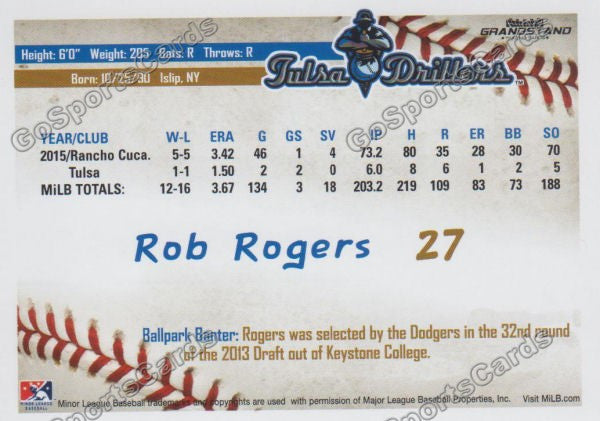 Height: 6'0" Weight: 205 Bats: R Throws: R
Born: 10/25/90 Islip, NY
Tulsa Drillers
GRANDSTAND
YEAR/CLUB W-L ERA G GS SV IP H R ER BB SO
2015/Rancho Cuca. 5-5 3.42 46 1 4 73.2 80 35 28 30 70
Tulsa 1-1 1.50 2 2 0 6.0 8 6 1 2 5
MiLB TOTALS: 12-16 3.67 134 3 18 203.2 219 109 83 73 188
Rob Rogers 27
Ballpark Banter: Rogers was selected by the Dodgers in the 32nd round
of the 2013 Draft out of Keystone College.
MINOR LEAGUE
BASEBALL
Minor League Baseball trademarks and copyrights are used with permission of Major League Baseball Properties, Inc. Visit MiLB.com
GoSportsCards